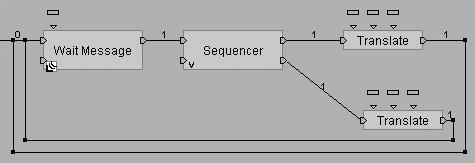 0
Wait Message
1
Sequencer
v
1
Translate
1
1
Translate
1